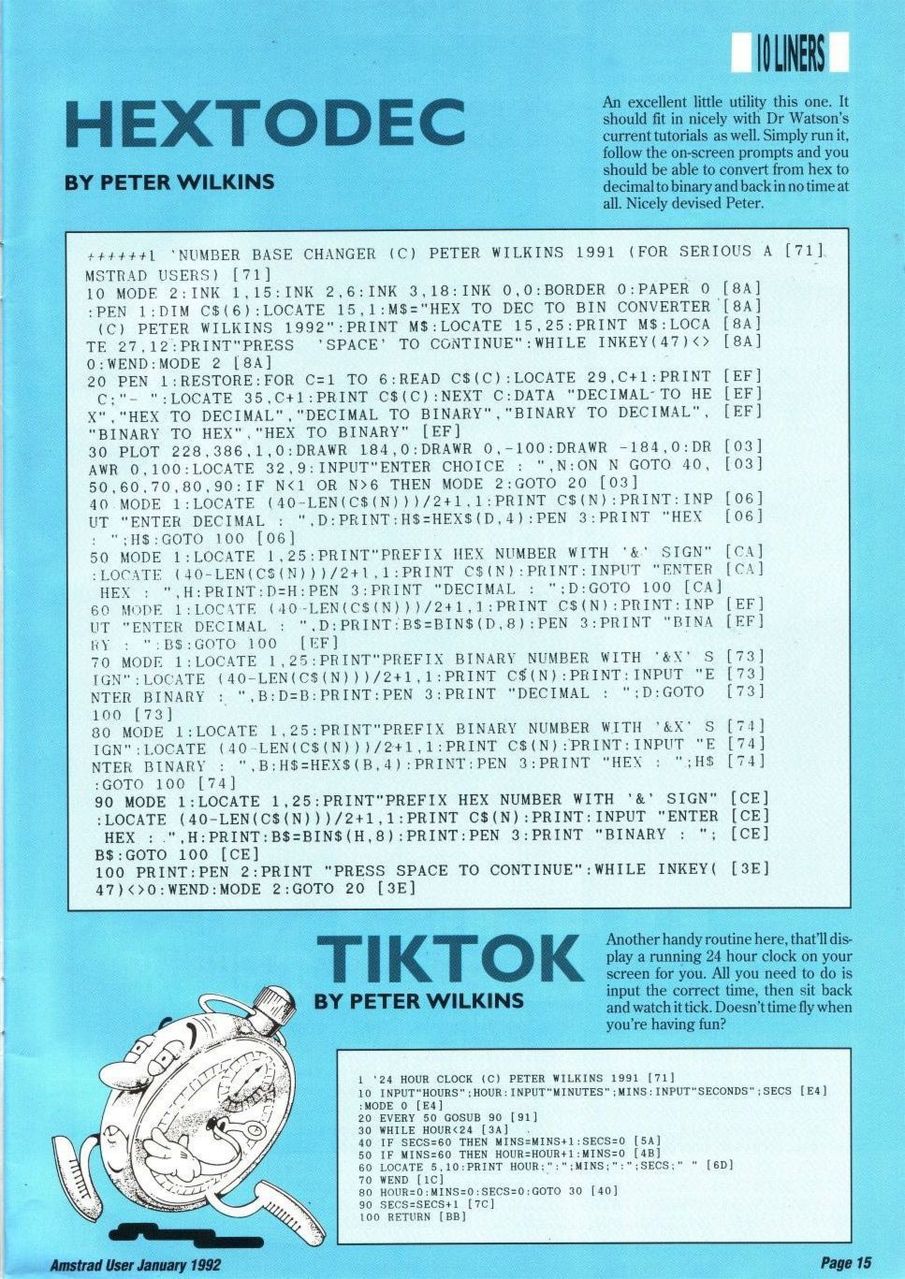 10 LINERS
HEXTODEC
BY PETER WILKINS
An excellent little utility this one. It
should fit in nicely with Dr Watson's
current tutorials as well. Simply run it,
follow the on-screen prompts and you
should be able to convert from hex to
decimal to binary and back in no time at
all. Nicely devised Peter.
++++++1 'NUMBER BASE CHANGER (C) PETER WILKINS 1991 (FOR SERIOUS A [71]
MSTRAD USERS) [71]
10 MODE 2:INK 1,15:INK 2,6:INK 3,18:INK 0,0:BORDER 0:PAPER 0 [8A]
:PEN 1:DIM C$(6):LOCATE 15,1:M$="HEX TO DEC TO BIN CONVERTER [8A]
(C) PETER WILKINS 1992":PRINT M$:LOCATE 15,25:PRINT M$:LOCA [8A]
TE 27,12:PRINT"PRESS 'SPACE' TO CONTINUE":WHILE INKEY(47)<> [8A]
0:WEND:MODE 2 [8A]
20 PEN 1:RESTORE:FOR C=1 TO 6:READ C$(C):LOCATE 29,C+1:PRINT [EF]
C;"- ":LOCATE 35,C+1:PRINT C$(C):NEXT C:DATA "DECIMAL TO HE [EF]
X","HEX TO DECIMAL","DECIMAL TO BINARY","BINARY TO DECIMAL", [EF]
"BINARY TO HEX","HEX TO BINARY" [EF]
30 PLOT 228,386,1,0:DRAWR 184,0:DRAWR 0,-100:DRAWR -184,0:DR [03]
AWR 0,100:LOCATE 32,9:INPUT"ENTER CHOICE : ",N:ON N GOTO 40, [03]
50,60,70,80,90:IF N<1 OR N>6 THEN MODE 2:GOTO 20 [03]
40 MODE 1:LOCATE (40-LEN(C$(N)))/2+1,1:PRINT C$(N):PRINT:INP [06]
UT "ENTER DECIMAL : ",D:PRINT:H$=HEX$(D,4):PEN 3:PRINT "HEX [06]
: ";H$:GOTO 100 [06]
50 MODE 1:LOCATE 1,25:PRINT"PREFIX HEX NUMBER WITH '&' SIGN" [CA]
:LOCATE (40-LEN(C$(N)))/2+1,1:PRINT C$(N):PRINT:INPUT "ENTER [CA]
HEX : ",H:PRINT:D=H:PEN 3:PRINT "DECIMAL : ";D:GOTO 100 [CA]
60 MODE 1:LOCATE (40-LEN(C$(N)))/2+1,1:PRINT C$(N):PRINT:INP [EF]
UT "ENTER DECIMAL : ",D:PRINT:B$=BIN$(D,8):PEN 3:PRINT "BINA [EF]
RY : ":B$:GOTO 100 [EF]
70 MODE 1:LOCATE 1,25:PRINT"PREFIX BINARY NUMBER WITH '&X' S [73]
IGN":LOCATE (40-LEN(C$(N)))/2+1,1:PRINT C$(N):PRINT:INPUT "E [73]
NTER BINARY : ",B:D=B:PRINT:PEN 3:PRINT "DECIMAL : ";D:GOTO [73]
100 [73]
80 MODE 1:LOCATE 1,25:PRINT"PREFIX BINARY NUMBER WITH '&X' S [74]
IGN":LOCATE (40-LEN(C$(N)))/2+1,1:PRINT C$(N):PRINT:INPUT "E [74]
NTER BINARY : ",B:H$=HEX$(B,4):PRINT:PEN 3:PRINT "HEX : ";H$ [74]
:GOTO 100 [74]
90 MODE 1:LOCATE 1,25:PRINT"PREFIX HEX NUMBER WITH '&' SIGN" [CE]
:LOCATE (40-LEN(C$(N)))/2+1,1:PRINT C$(N):PRINT:INPUT "ENTER [CE]
HEX : ",H:PRINT:B$=BIN$(H,8):PRINT:PEN 3:PRINT "BINARY : "; [CE]
B$:GOTO 100 [CE]
100 PRINT:PEN 2:PRINT "PRESS SPACE TO CONTINUE":WHILE INKEY( [3E]
47)<>0:WEND:MODE 2:GOTO 20 [3E]
TIKTOK
BY PETER WILKINS
Another handy routine here, that'll dis-
play a running 24 hour clock on your
screen for you. All you need to do is
input the correct time, then sit back
and watch it tick. Doesn't time fly when
you're having fun?
1 '24 HOUR CLOCK (C) PETER WILKINS 1991 [71]
10 INPUT"HOURS";HOUR:INPUT"MINUTES";MINS:INPUT"SECONDS";SECS [E4]
:MODE 0 [E4]
20 EVERY 50 GOSUB 90 [91]
30 WHILE HOUR<24 [3A]
40 IF SECS=60 THEN MINS=MINS+1:SECS=0 [5A]
50 IF MINS=60 THEN HOUR=HOUR+1:MINS=0 [4B]
60 LOCATE 5,10:PRINT HOUR;":";MINS;":";SECS;" " [6D]
70 WEND [1C]
80 HOUR=0:MINS=0:SECS=0:GOTO 30 [40]
90 SECS=SECS+1 [7C]
100 RETURN [BB]
Amstrad User January 1992
Page 15